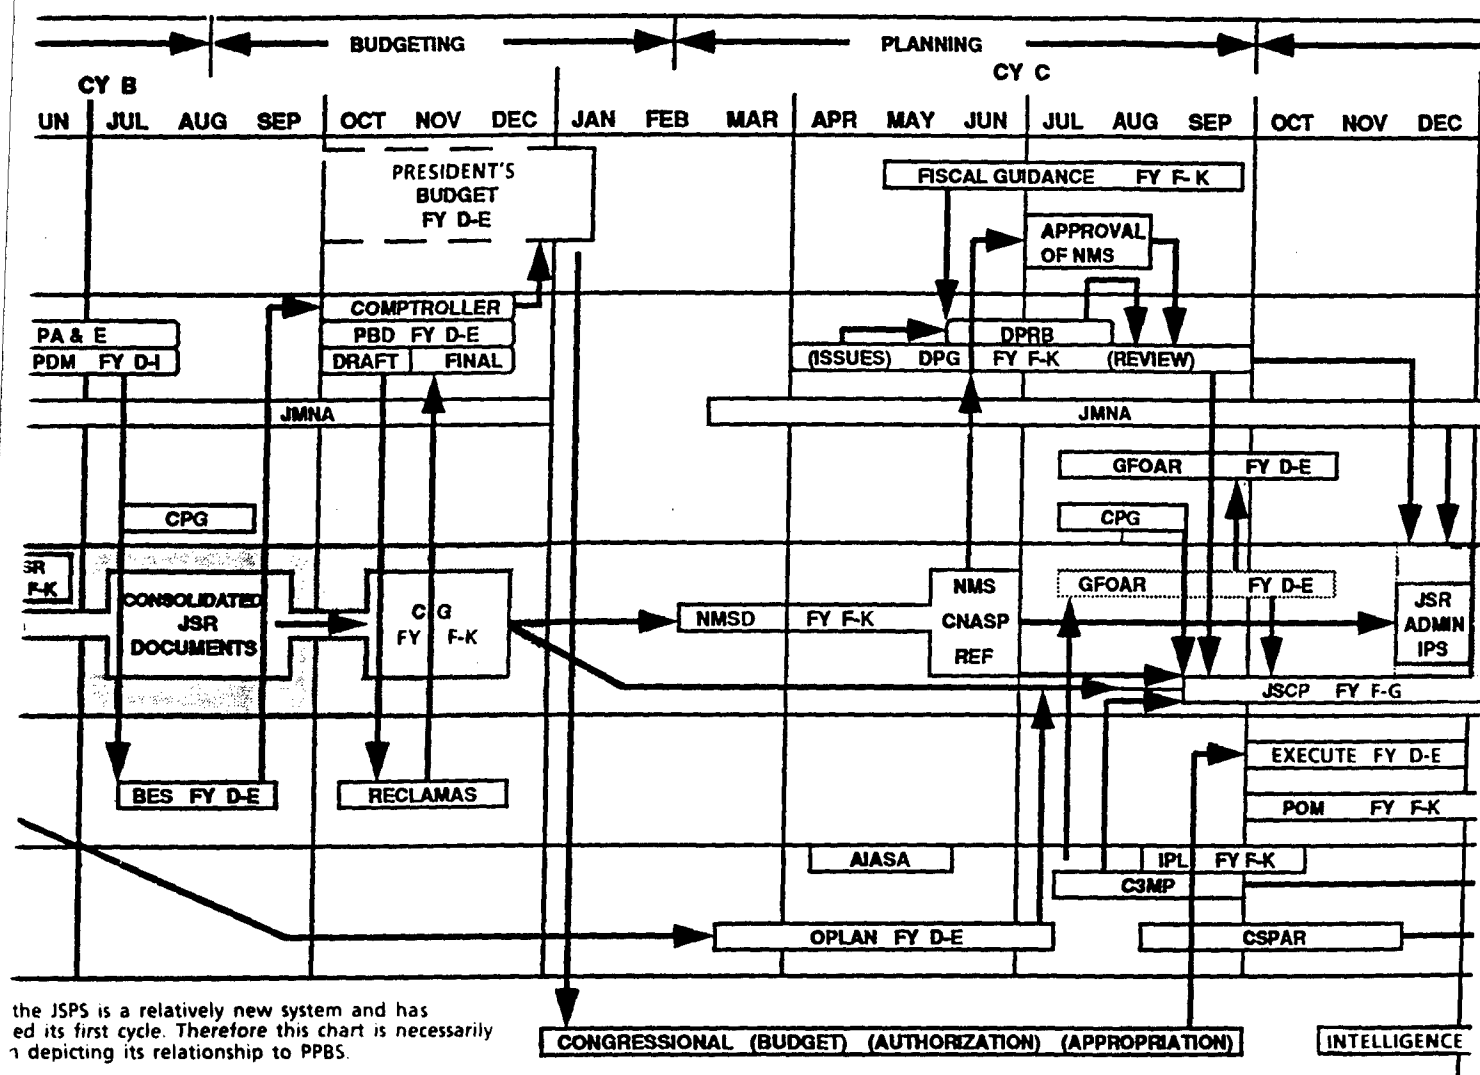 BUDGETING PLANNING
CY B CY C
UN JUL AUG SEP OCT NOV DEC JAN FEB MAR APR MAY JUN JUL AUG SEP OCT NOV DEC
PRESIDENT'S
BUDGET
FY D-E
FISCAL GUIDANCE FY F-K
APPROVAL
OF NMS
COMPTROLLER
PA & E
PBD FY D-E
DPRB
PDM FY D-I
DRAFT FINAL
(ISSUES) DPG FY F-K (REVIEW)
JMNA
JMNA
GFOAR FY D-E
CPG
CPG
SR
F-K
CONSOLIDATED
JSR
DOCUMENTS
C G
FY F-K
NMSD FY F-K
NMS
CNASP
REF
GFOAR FY D-E
JSR
ADMIN
IPS
JSCP FY F-G
EXECUTE FY D-E
BES FY D-E
RECLAMAS
POM FY F-K
AIASA
IPL FY F-K
C3MP
OPLAN FY D-E
CSPAR
the JSPS is a relatively new system and has
ed its first cycle. Therefore this chart is necessarily
depicting its relationship to PPBS.
CONGRESSIONAL (BUDGET) (AUTHORIZATION) (APPROPRIATION)
INTELLIGENCE